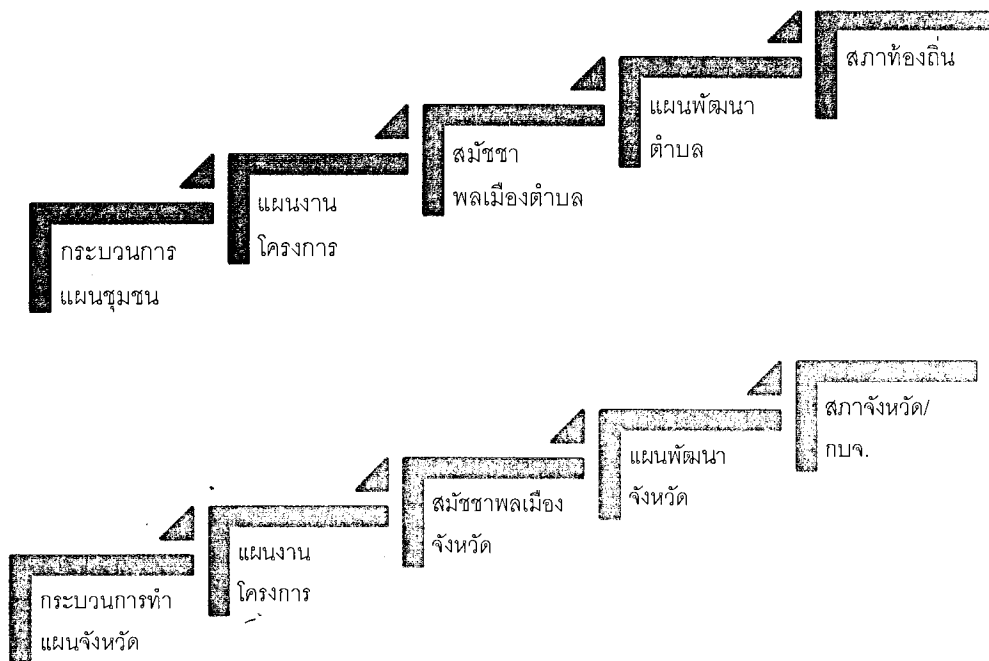 กระบวนการ
แผนชุมชน
แผนงาน
โครงการ
สมัชชา
พลเมืองตำบล
แผนพัฒนา
ตำบล
สภาท้องถิ่น
กระบวนการทำ
แผนจังหวัด
แผนงาน
โครงการ
สมัชชาพลเมือง
จังหวัด
แผนพัฒนา
จังหวัด
สภาจังหวัด/
กบจ.